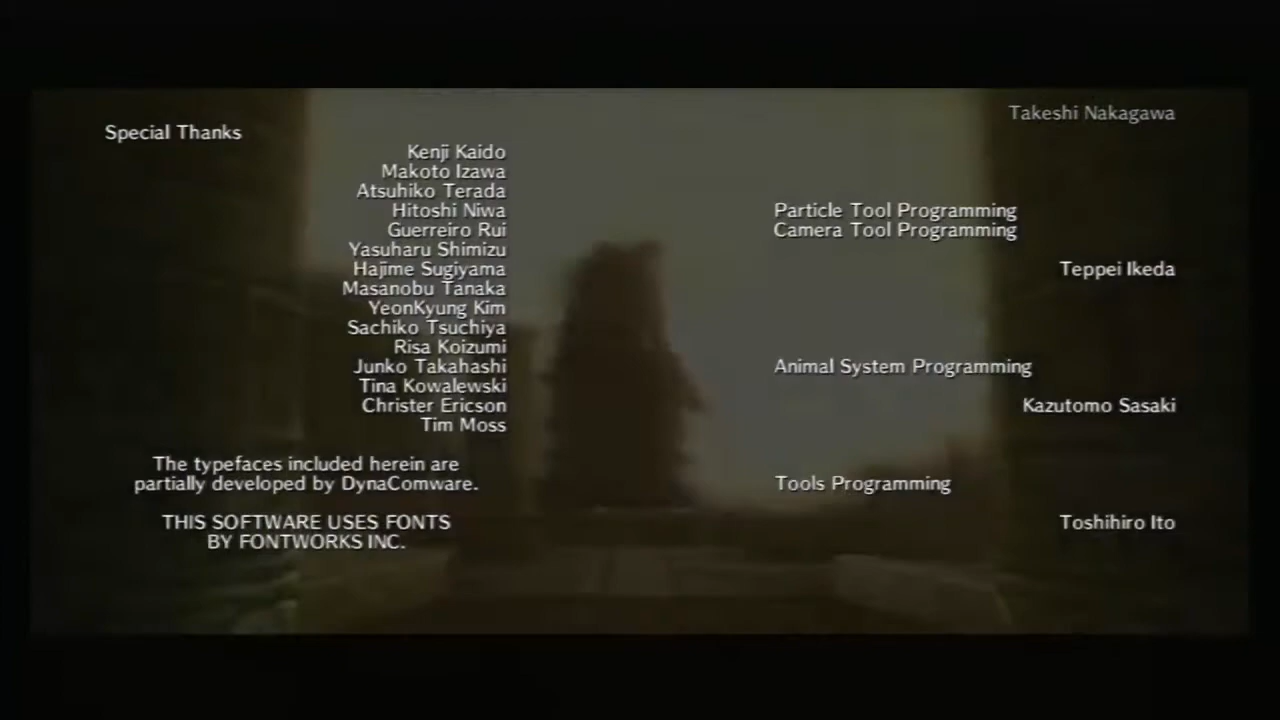 Special Thanks
Kenji Kaido
Makoto Izawa
Atsuhiko Terada
Hitoshi Niwa
Guerreiro Rui
Yasuharu Shimizu
Hajime Sugiyama
Masanobu Tanaka
YeonKyung Kim
Sachiko Tsuchiya
Risa Koizumi
Junko Takahashi
Tina Kowalewski
Christer Ericson
Tim Moss
The typefaces included herein are
partially developed by DynaComware.
THIS SOFTWARE USES FONTS
BY FONTWORKS INC.
Takeshi Nakagawa
Particle Tool Programming
Camera Tool Programming
Teppei Ikeda
Animal System Programming
Kazutomo Sasaki
Tools Programming
Toshihiro Ito